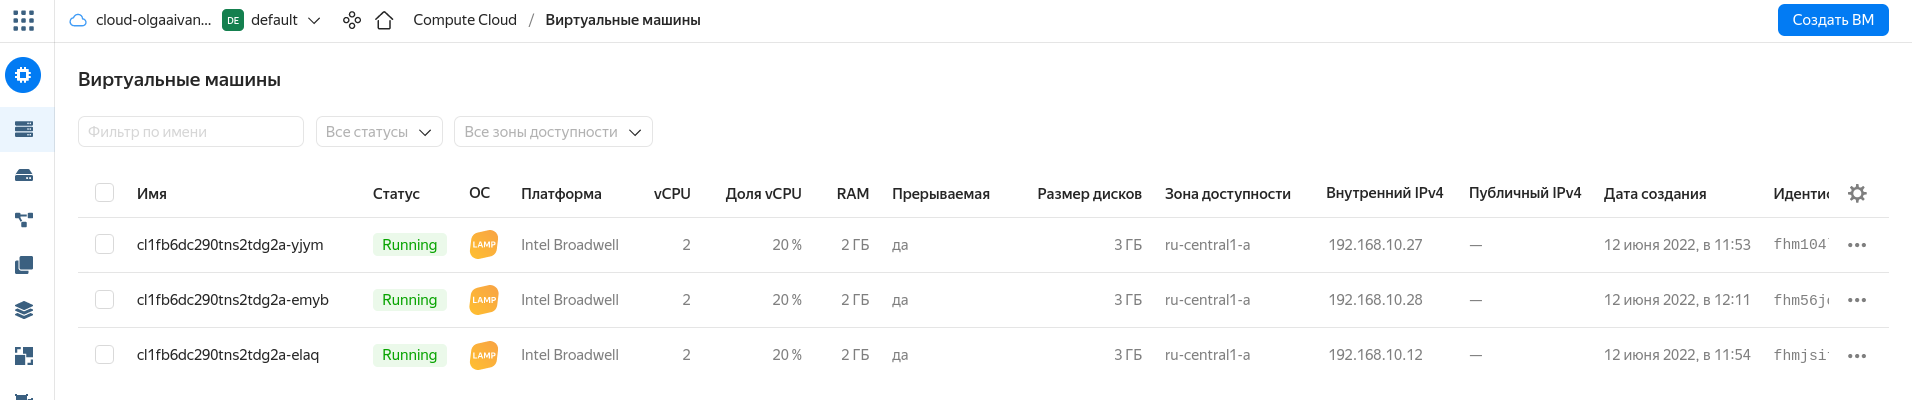 cloud-olgaaivan... DE default Compute Cloud / Виртуальные машины Создать ВМ
Виртуальные машины
Фильтр по имени Все статусы Все зоны доступности
Имя Статус ОС Платформа vCPU Доля vCPU RAM Прерываемая Размер дисков Зона доступности Внутренний IPv4 Публичный IPv4 Дата создания
cl1fb6dc290tns2tdg2a-yjym Running LAMP Intel Broadwell 2 20 % 2 ГБ да 3 ГБ ru-central1-a 192.168.10.27 — 12 июня 2022, в 11:53 fhm104
cl1fb6dc290tns2tdg2a-emyb Running LAMP Intel Broadwell 2 20 % 2 ГБ да 3 ГБ ru-central1-a 192.168.10.28 — 12 июня 2022, в 12:11 fhm56j
cl1fb6dc290tns2tdg2a-elaq Running LAMP Intel Broadwell 2 20 % 2 ГБ да 3 ГБ ru-central1-a 192.168.10.12 — 12 июня 2022, в 11:54 fhmjsi